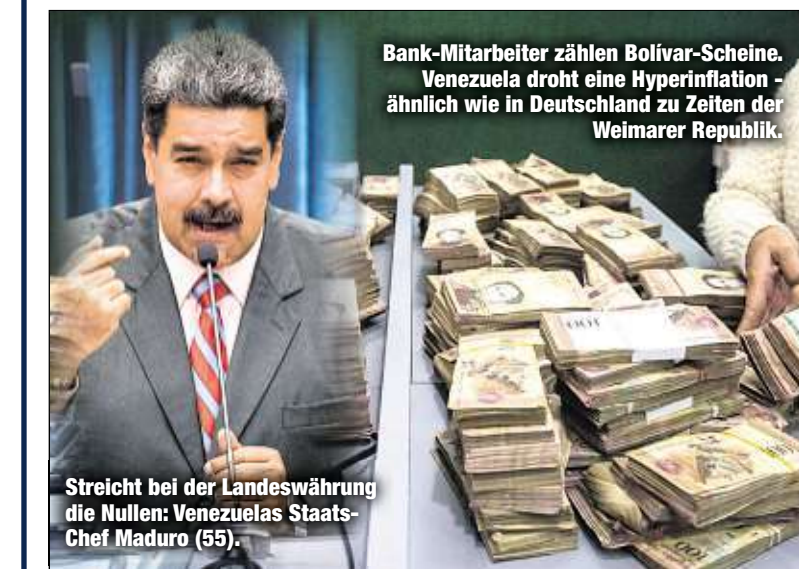 Bank-Mitarbeiter zählen Bolívar-Scheine.
Venezuela droht eine Hyperinflation -
ähnlich wie in Deutschland zu Zeiten der
Weimarer Republik.
100
Streicht bei der Landeswährung
die Nullen: Venezuelas Staats-
Chef Maduro (55).